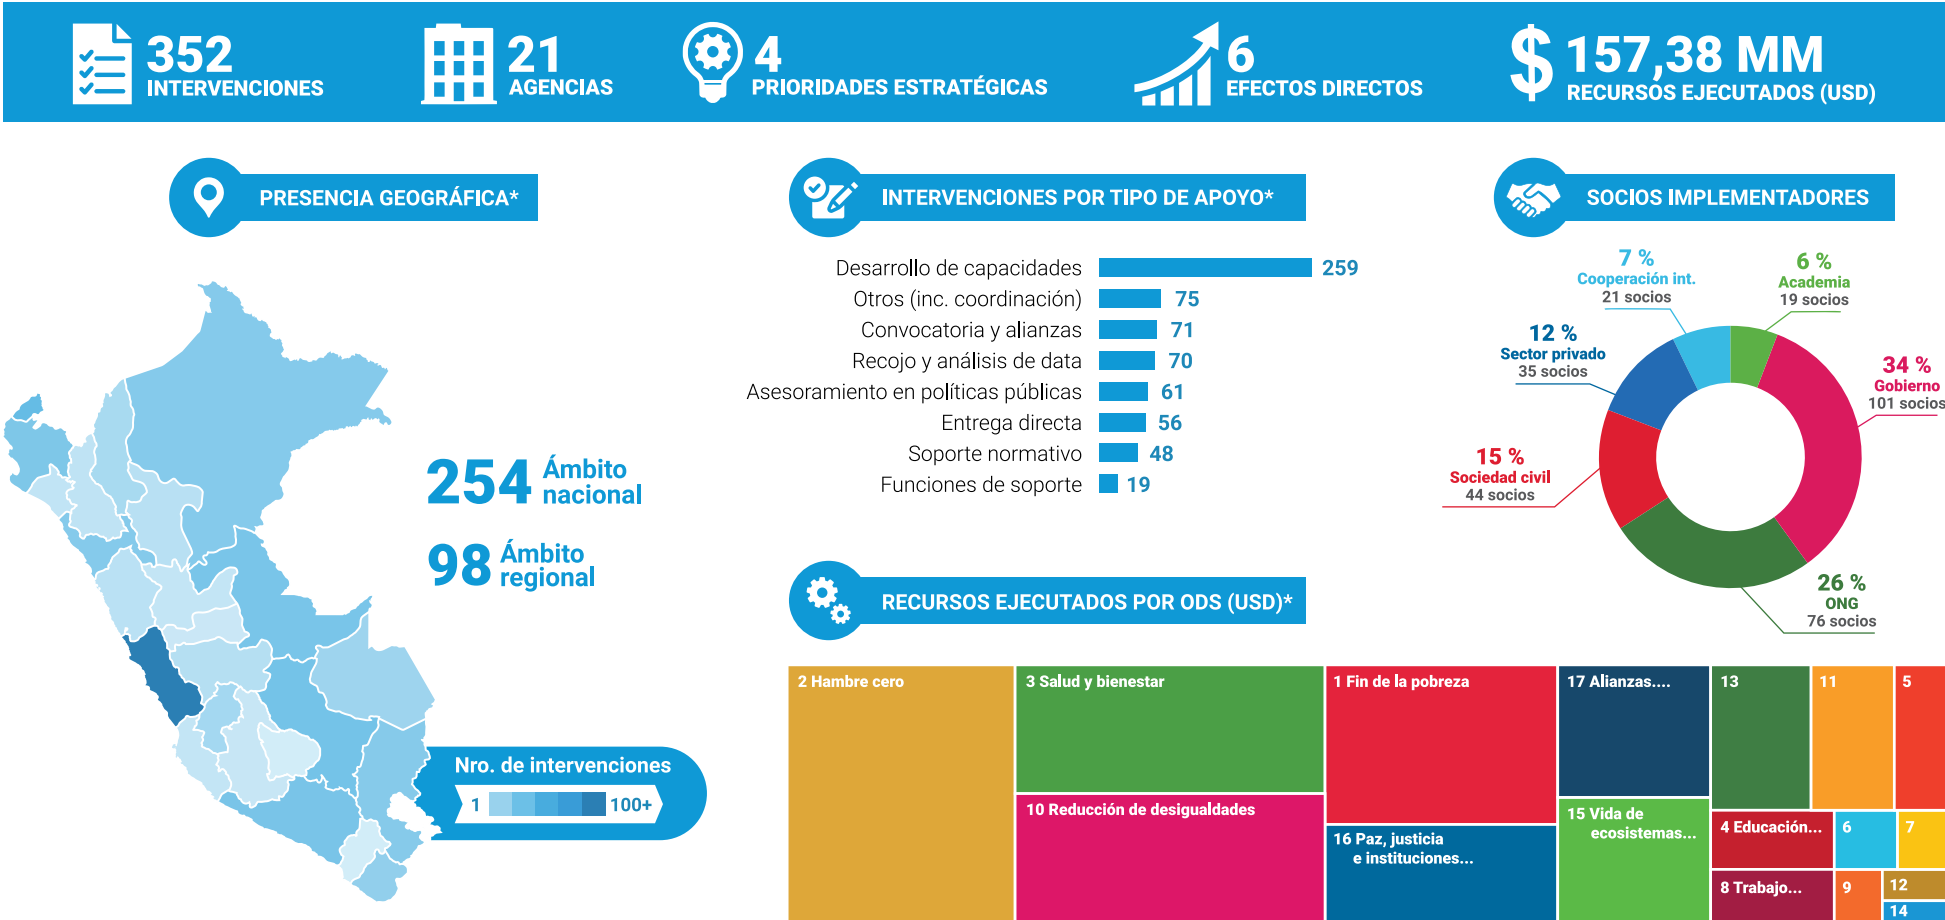 352
INTERVENCIONES
21
AGENCIAS
4
PRIORIDADES ESTRATÉGICAS
6
EFECTOS DIRECTOS
$ 157,38 MM
RECURSOS EJECUTADOS (USD)
PRESENCIA GEOGRÁFICA*
254 Ámbito
nacional
98 Ámbito
regional
Nro. de intervenciones
1 100+
INTERVENCIONES POR TIPO DE APOYO*
Desarrollo de capacidades 259
Otros (inc. coordinación) 75
Convocatoria y alianzas 71
Recojo y análisis de data 70
Asesoramiento en políticas públicas 61
Entrega directa 56
Soporte normativo 48
Funciones de soporte 19
SOCIOS IMPLEMENTADORES
7 %
Cooperación int.
21 socios
6 %
Academia
19 socios
12 %
Sector privado
35 socios
34 %
Gobierno
101 socios
15 %
Sociedad civil
44 socios
26 %
ONG
76 socios
RECURSOS EJECUTADOS POR ODS (USD)*
2 Hambre cero
3 Salud y bienestar
10 Reducción de desigualdades
1 Fin de la pobreza
16 Paz, justicia
e instituciones...
17 Alianzas....
15 Vida de
ecosistemas...
13
11
5
4 Educación...
6
7
8 Trabajo...
9
12
14